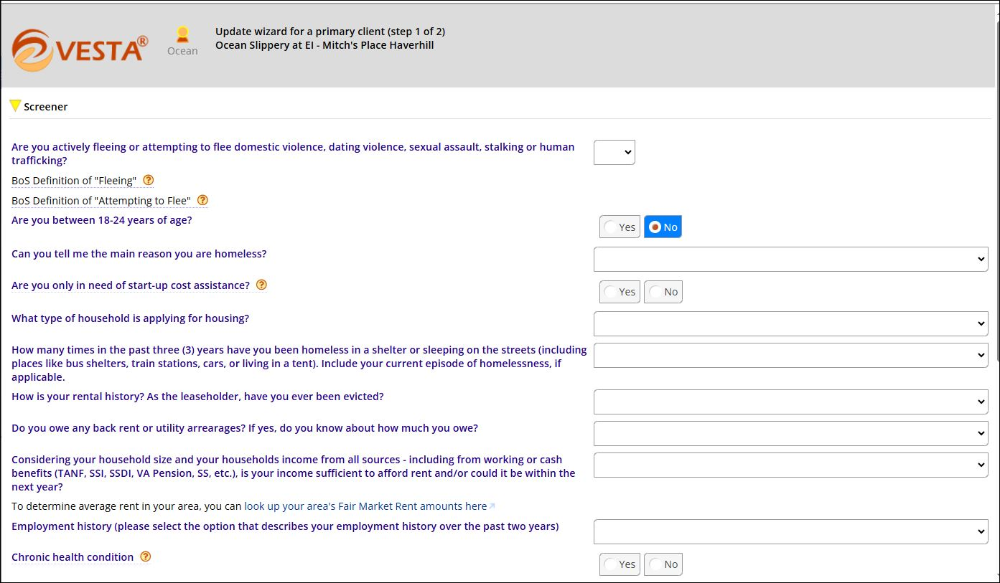 VESTA®
Ocean
Update wizard for a primary client (step 1 of 2)
Ocean Slippery at EI - Mitch's Place Haverhill
Screener
Are you actively fleeing or attempting to flee domestic violence, dating violence, sexual assault, stalking or human
trafficking?
BoS Definition of "Fleeing" ?
BoS Definition of "Attempting to Flee" ?
Are you between 18-24 years of age?
Yes No
Can you tell me the main reason you are homeless?
Are you only in need of start-up cost assistance? ?
Yes No
What type of household is applying for housing?
How many times in the past three (3) years have you been homeless in a shelter or sleeping on the streets (including
places like bus shelters, train stations, cars, or living in a tent). Include your current episode of homelessness, if
applicable.
How is your rental history? As the leaseholder, have you ever been evicted?
Do you owe any back rent or utility arrearages? If yes, do you know about how much you owe?
Considering your household size and your households income from all sources - including from working or cash
benefits (TANF, SSI, SSDI, VA Pension, SS, etc.), is your income sufficient to afford rent and/or could it be within the
next year?
To determine average rent in your area, you can look up your area's Fair Market Rent amounts here
Employment history (please select the option that describes your employment history over the past two years)
Chronic health condition ?
Yes No